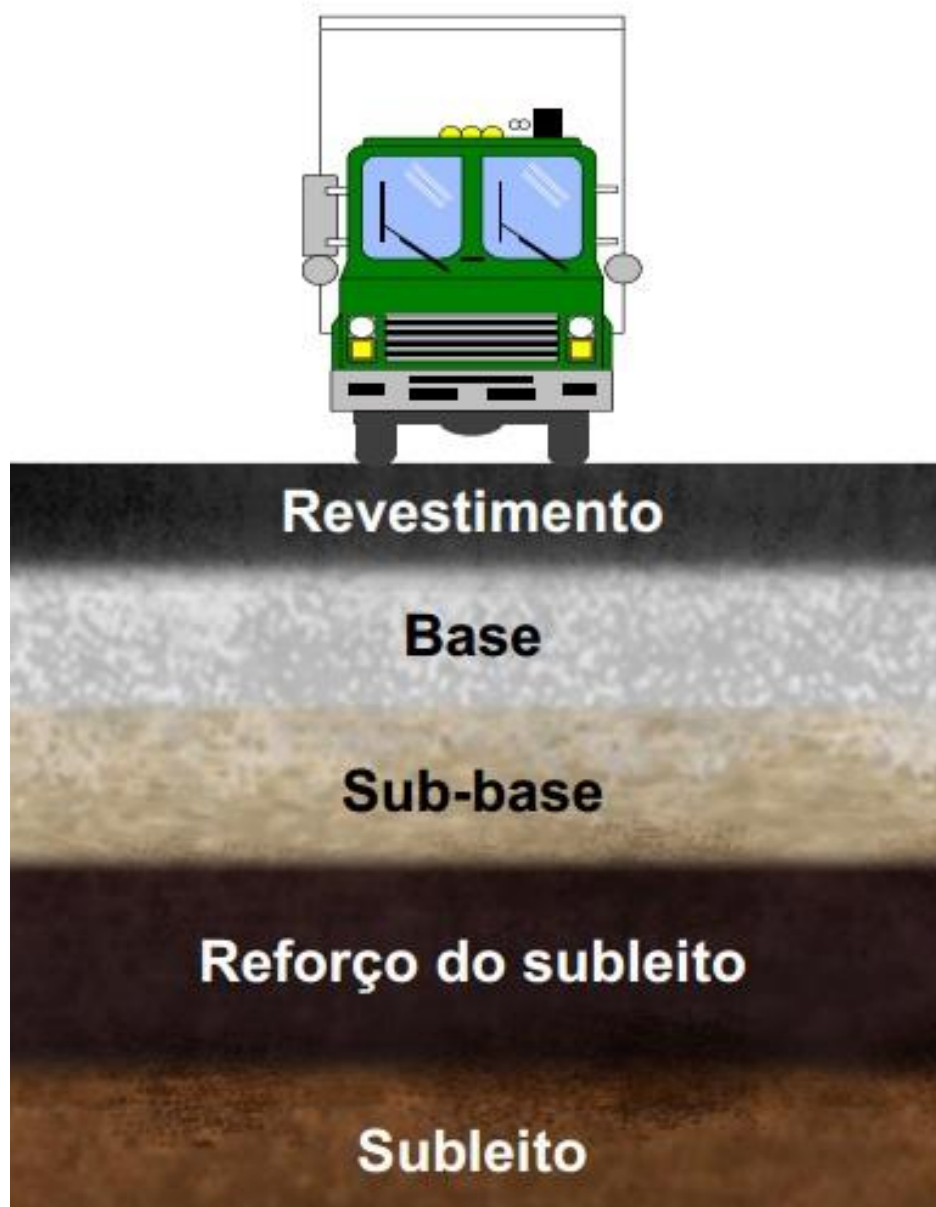 Revestimento
Base
Sub-base
Reforço do subleito
Subleito